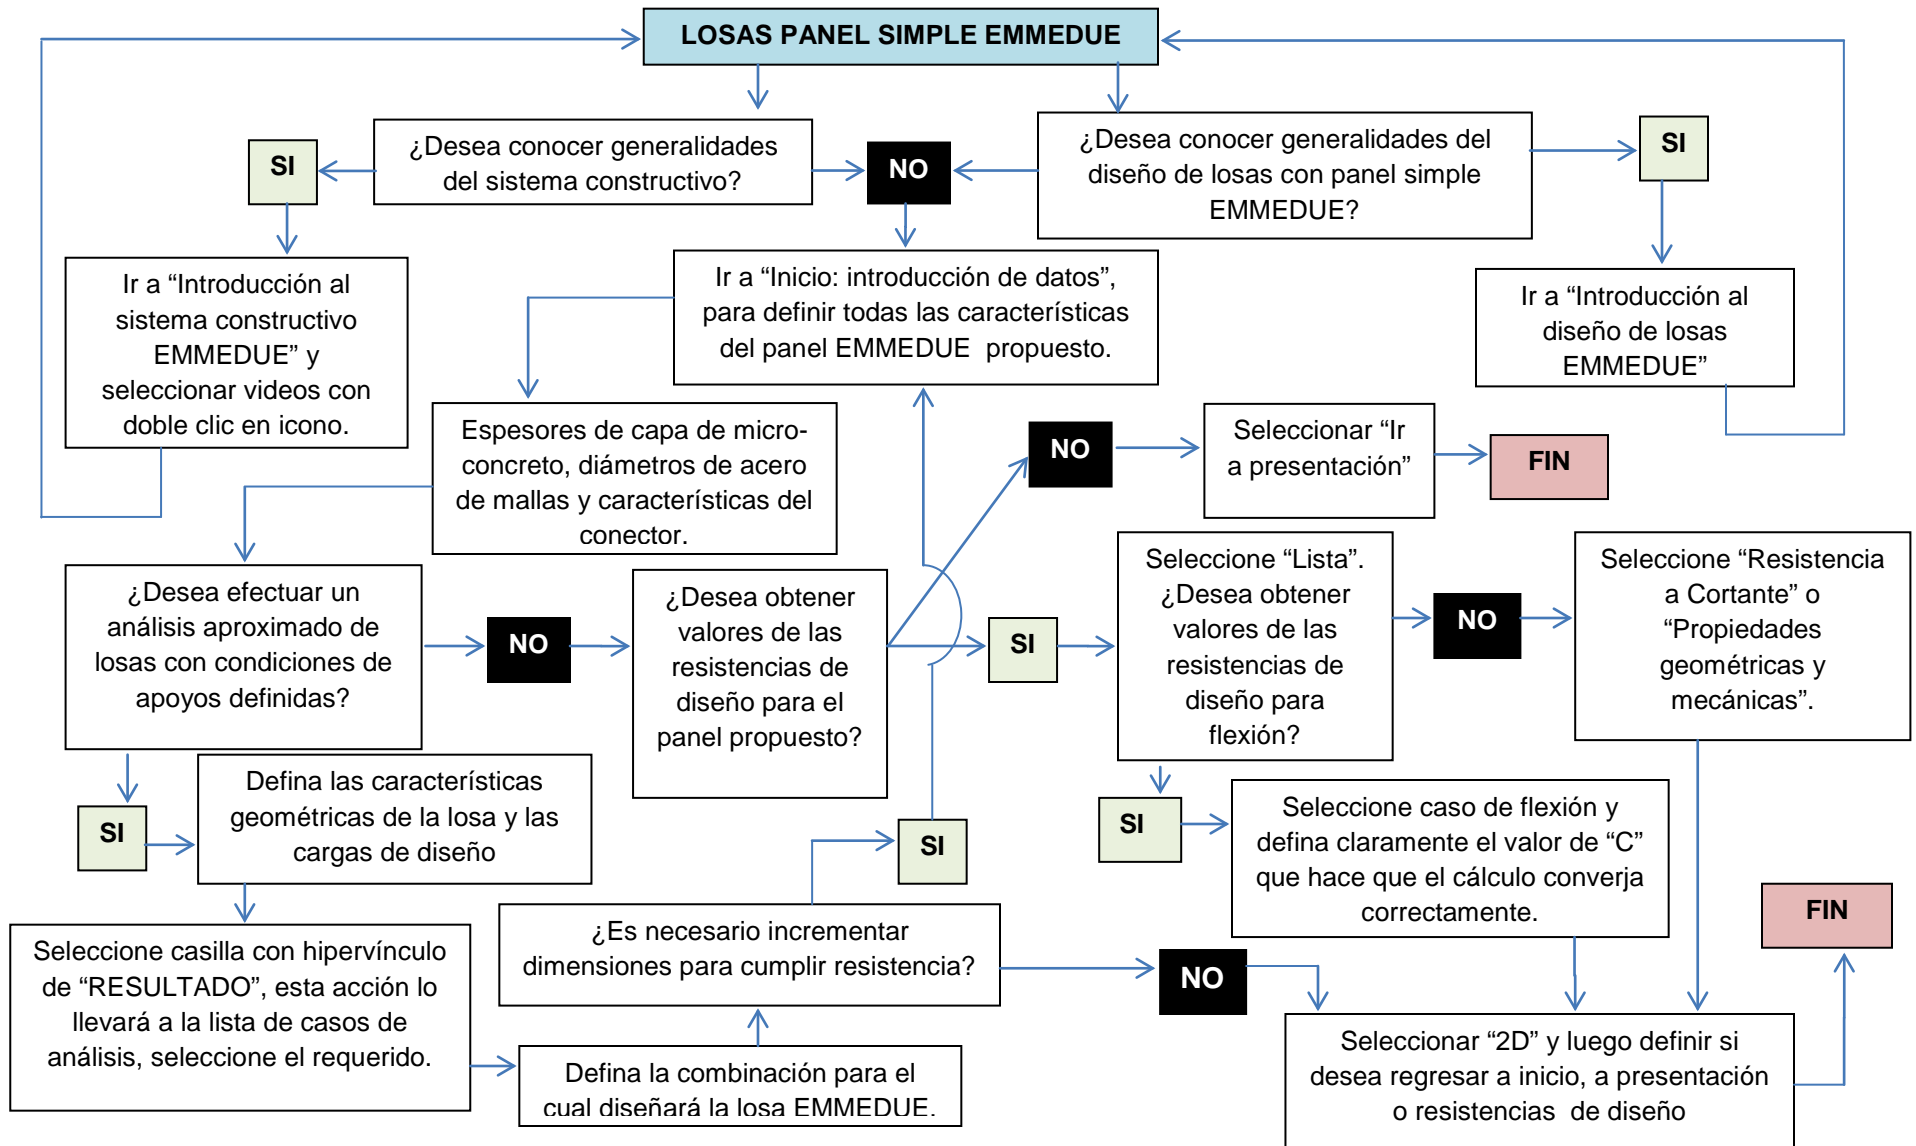 LOSAS PANEL SIMPLE EMMEDUE
SI
¿Desea conocer generalidades
del sistema constructivo?
NO
¿Desea conocer generalidades del
diseño de losas con panel simple
EMMEDUE?
SI
Ir a “Introducción al
sistema constructivo
EMMEDUE” y
seleccionar videos con
doble clic en icono.
Ir a “Inicio: introducción de datos”,
para definir todas las características
del panel EMMEDUE propuesto.
Ir a “Introducción al
diseño de losas
EMMEDUE”
Espesores de capa de micro-
concreto, diámetros de acero
de mallas y características del
conector.
NO
Seleccionar “Ir
a presentación”
FIN
¿Desea efectuar un
análisis aproximado de
losas con condiciones de
apoyos definidas?
NO
¿Desea obtener
valores de las
resistencias de
diseño para el
panel propuesto?
SI
Seleccione “Lista”.
¿Desea obtener
valores de las
resistencias de
diseño para
flexión?
NO
Seleccione “Resistencia
a Cortante” o
“Propiedades
geométricas y
mecánicas”.
SI
Defina las características
geométricas de la losa y las
cargas de diseño
SI
SI
Seleccione caso de flexión y
defina claramente el valor de “C”
que hace que el cálculo converja
correctamente.
FIN
Seleccione casilla con hipervínculo
de “RESULTADO”, esta acción lo
llevará a la lista de casos de
análisis, seleccione el requerido.
¿Es necesario incrementar
dimensiones para cumplir resistencia?
NO
Defina la combinación para el
cual diseñará la losa EMMEDUE.
Seleccionar “2D” y luego definir si
desea regresar a inicio, a presentación
o resistencias de diseño